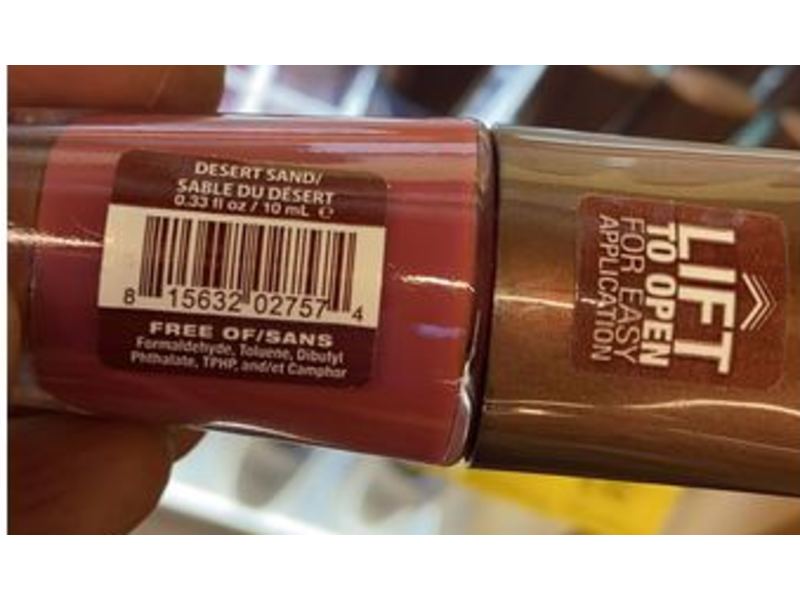 DESERT SAND/
SABLE DU DÉSERT
0.33 fl oz / 10 mL ℮
8 15632 02757 4
FREE OF/SANS
Formaldehyde, Toluene, Dibutyl
Phthalate, TPHP, and/et Camphor
LIFT
TO OPEN
FOR EASY
APPLICATION